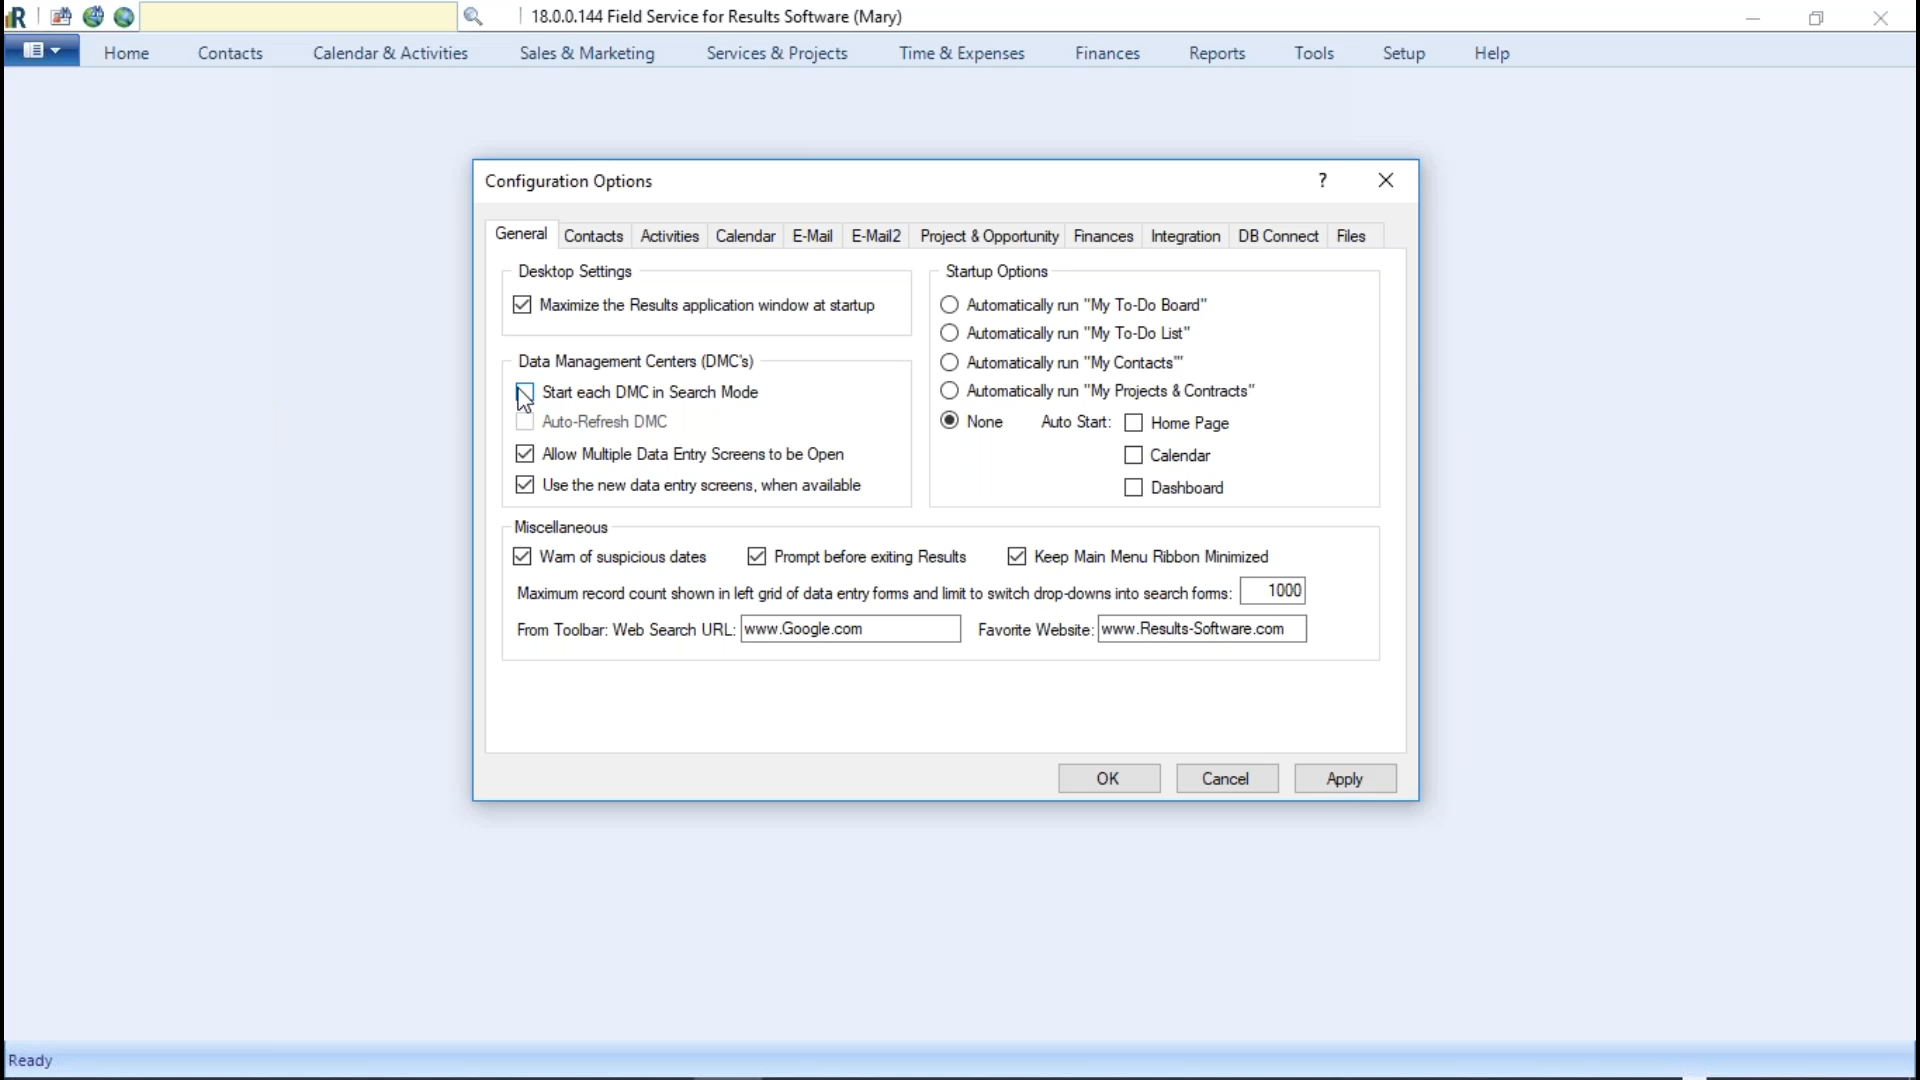 R 18.0.0.144 Field Service for Results Software (Mary)
Home Contacts Calendar & Activities Sales & Marketing Services & Projects Time & Expenses Finances Reports Tools Setup Help
Configuration Options ?
General Contacts Activities Calendar E-Mail E-Mail2 Project & Opportunity Finances Integration DB Connect Files
Desktop Settings
Maximize the Results application window at startup
Data Management Centers (DMC's)
Start each DMC in Search Mode
Auto-Refresh DMC
Allow Multiple Data Entry Screens to be Open
Use the new data entry screens, when available
Startup Options
Automatically run "My To-Do Board"
Automatically run "My To-Do List"
Automatically run "My Contacts'"
Automatically run "My Projects & Contracts"
None Auto Start: Home Page
Calendar
Dashboard
Miscellaneous
Warn of suspicious dates Prompt before exiting Results Keep Main Menu Ribbon Minimized
Maximum record count shown in left grid of data entry forms and limit to switch drop-downs into search forms: 1000
From Toolbar: Web Search URL: www.Google.com Favorite Website: www.Results-Software.com
OK Cancel Apply
Ready